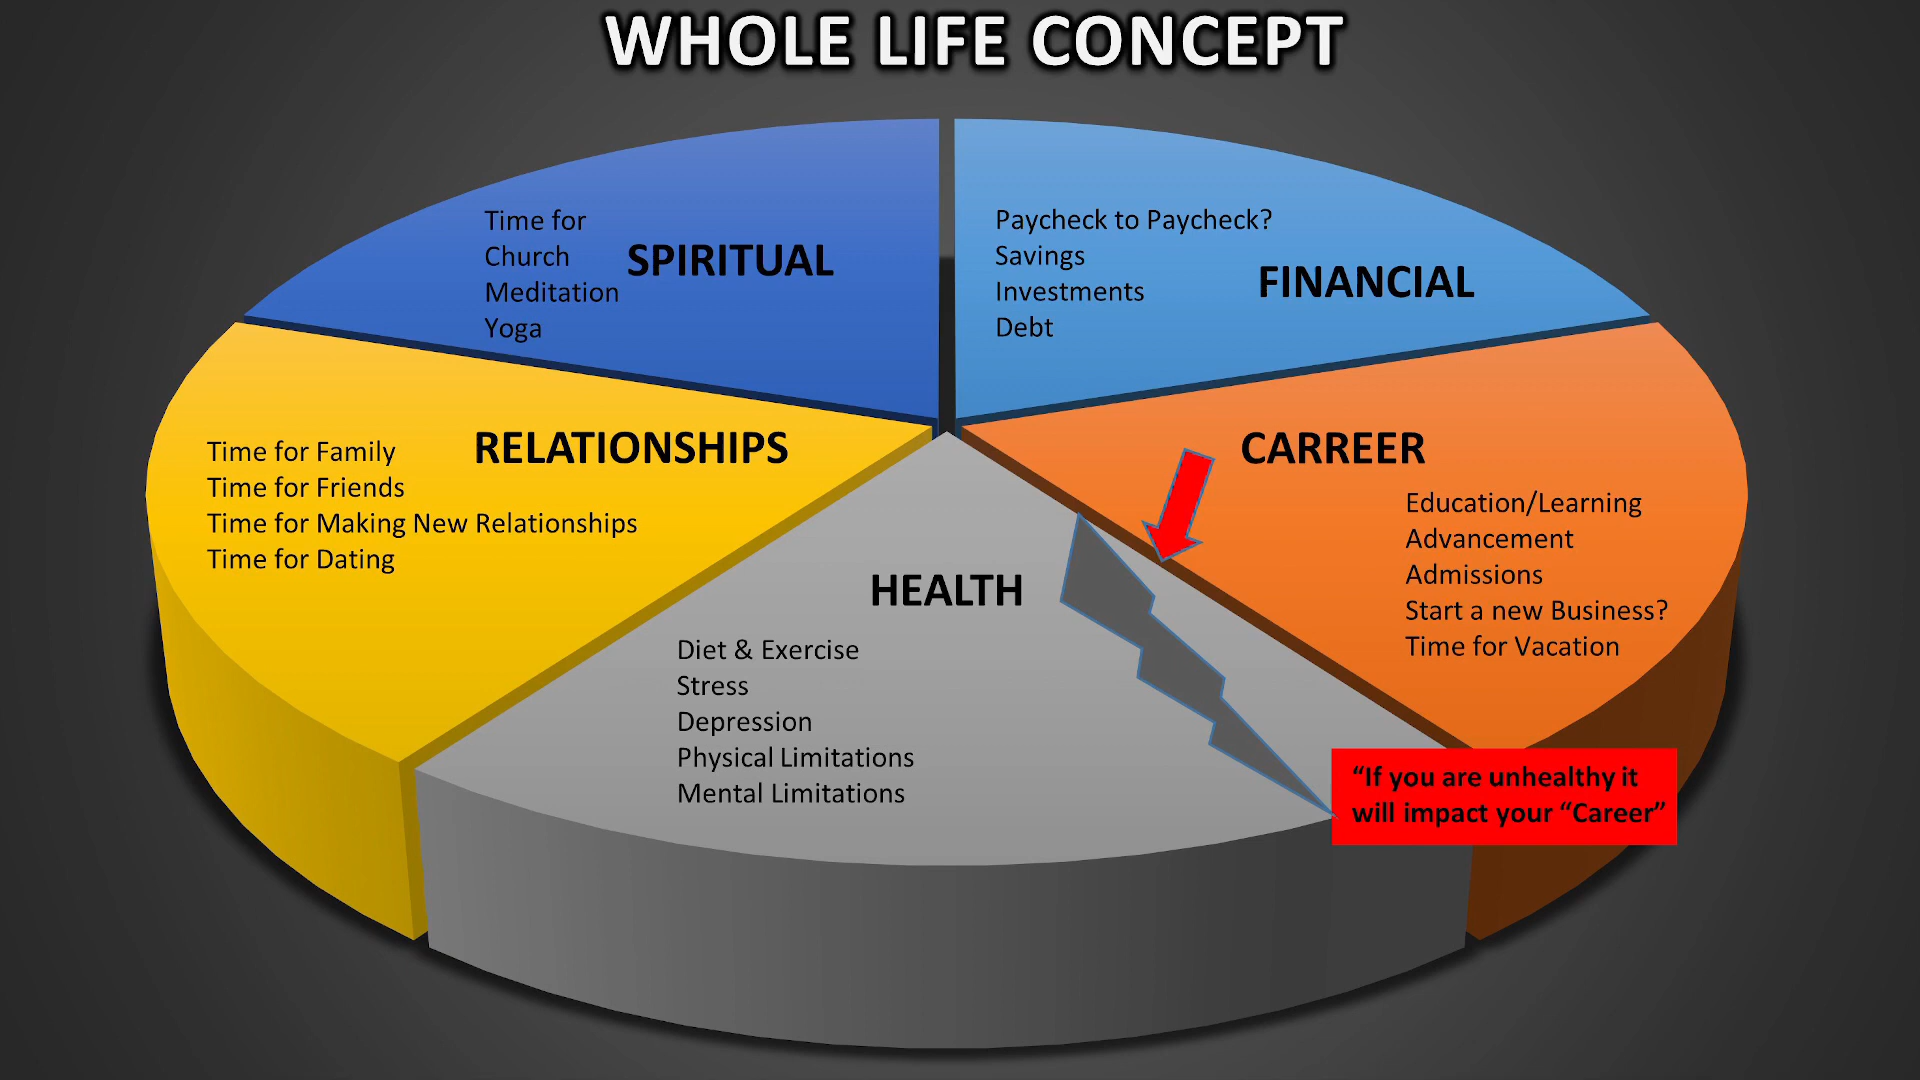 WHOLE LIFE CONCEPT
Time for
Church
Meditation
Yoga
SPIRITUAL
Paycheck to Paycheck?
Savings
Investments
Debt
FINANCIAL
Time for Family
Time for Friends
Time for Making New Relationships
Time for Dating
RELATIONSHIPS
CARREER
Education/Learning
Advancement
Admissions
Start a new Business?
Time for Vacation
HEALTH
Diet & Exercise
Stress
Depression
Physical Limitations
Mental Limitations
“If you are unhealthy it
will impact your “Career”